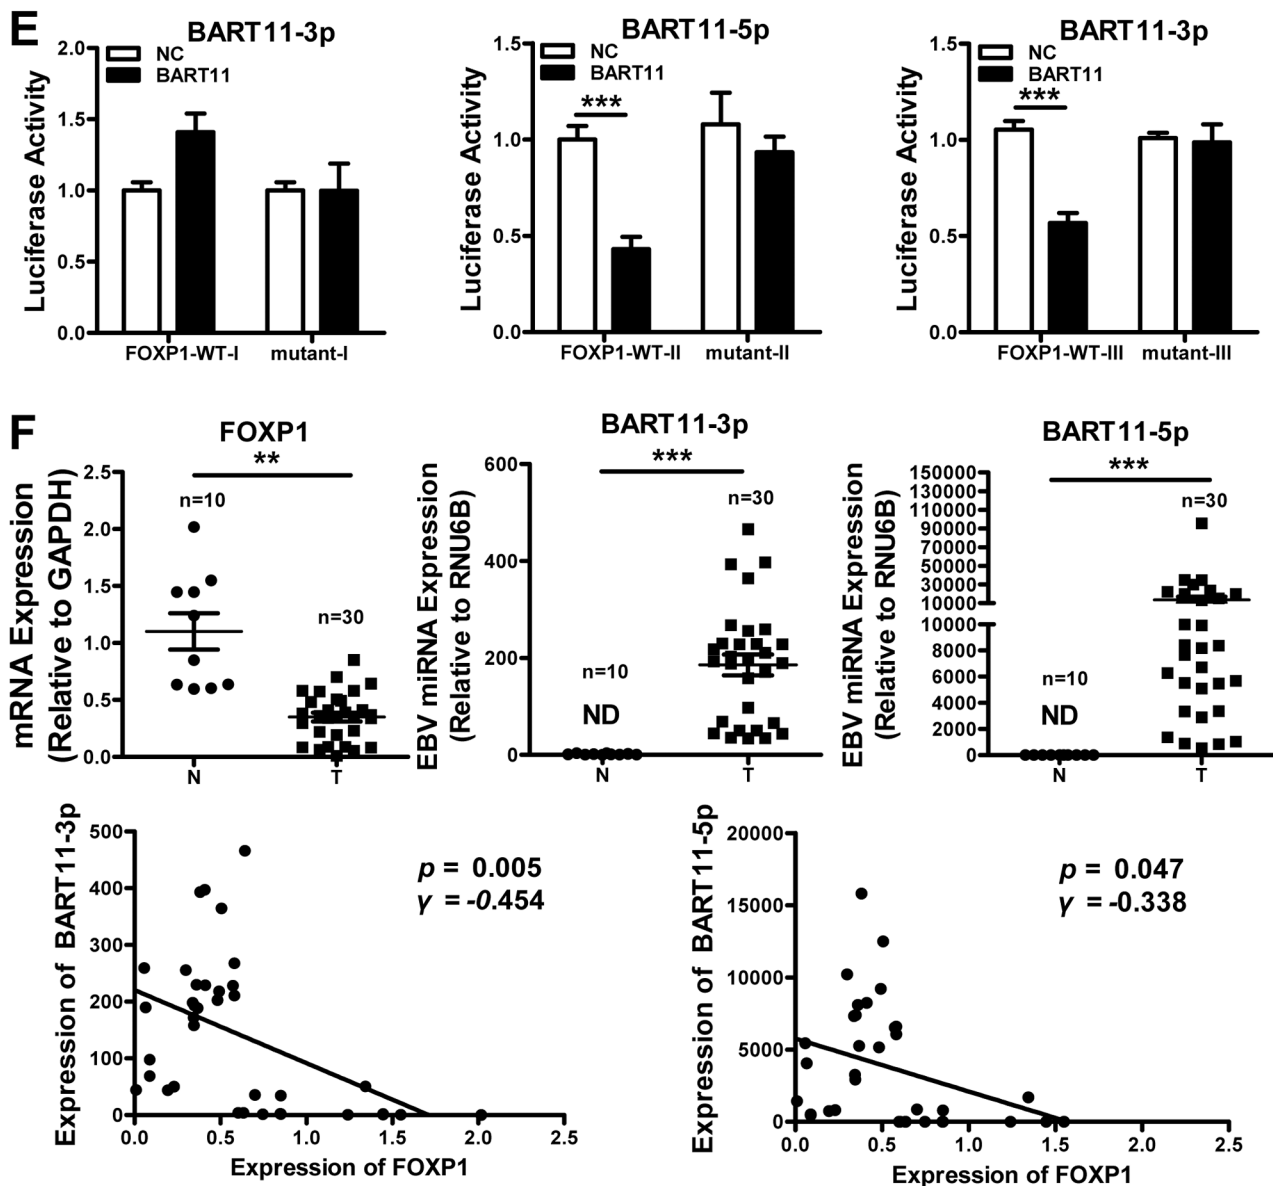 E
BART11-3p
NC
BART11
Luciferase Activity
2.0
1.5
1.0
0.5
0.0
FOXP1-WT-I mutant-I
BART11-5p
NC
BART11
***
Luciferase Activity
1.5
1.0
0.5
0.0
FOXP1-WT-II mutant-II
BART11-3p
NC
BART11
***
Luciferase Activity
1.5
1.0
0.5
0.0
FOXP1-WT-III mutant-III
F
FOXP1
**
mRNA Expression
(Relative to GAPDH)
2.5
2.0
1.5
1.0
0.5
0.0
n=10
n=30
N T
BART11-3p
***
EBV miRNA Expression
(Relative to RNU6B)
600
400
200
0
n=30
n=10
ND
N T
BART11-5p
***
EBV miRNA Expression
(Relative to RNU6B)
150000
130000
110000
90000
70000
50000
30000
10000
10000
8000
6000
4000
2000
0
n=30
n=10
ND
N T
Expression of BART11-3p
500
400
300
200
100
0
p = 0.005
γ = -0.454
0.0 0.5 1.0 1.5 2.0 2.5
Expression of FOXP1
Expression of BART11-5p
20000
15000
10000
5000
0
p = 0.047
γ = -0.338
0.0 0.5 1.0 1.5 2.0 2.5
Expression of FOXP1